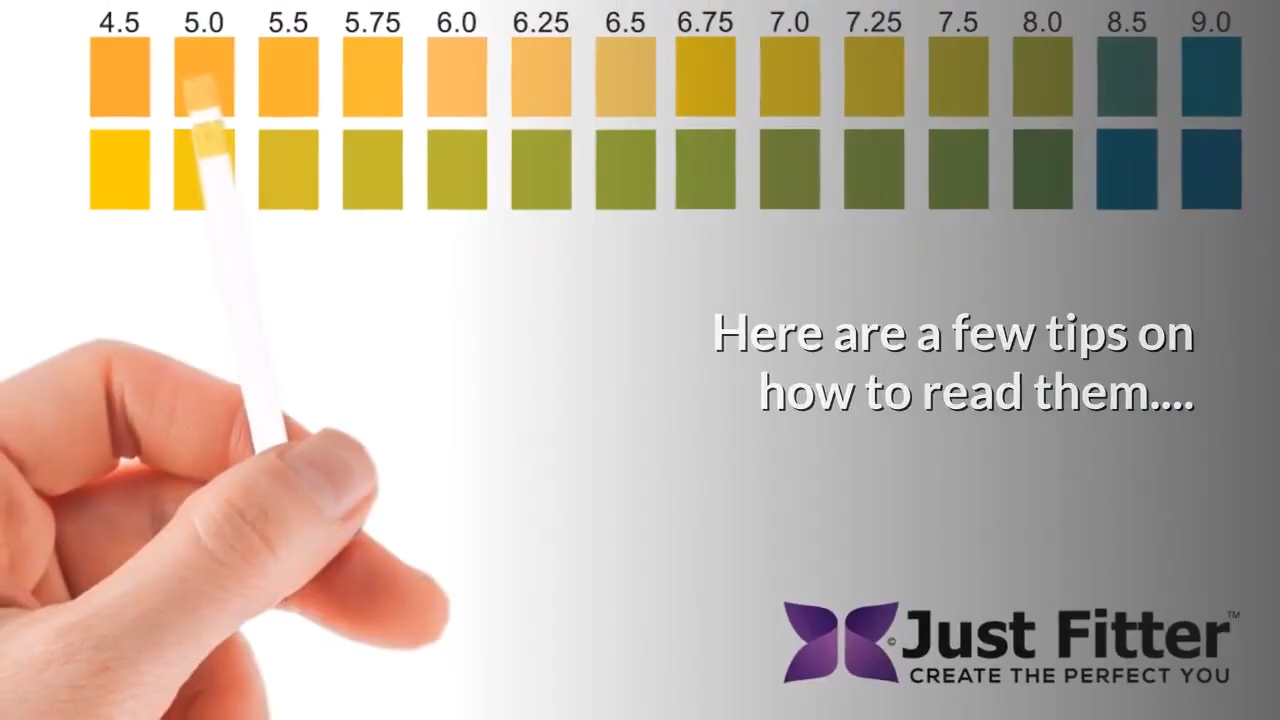 4.5 5.0 5.5 5.75 6.0 6.25 6.5 6.75 7.0 7.25 7.5 8.0 8.5 9.0
Here are a few tips on
how to read them....
© Just Fitter™
CREATE THE PERFECT YOU